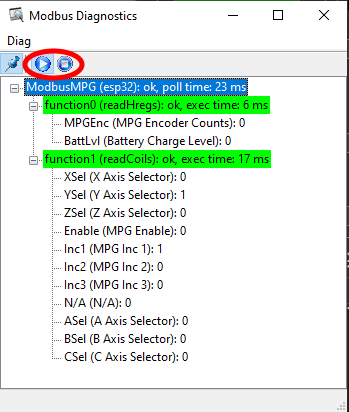 Modbus Diagnostics
Diag
ModbusMPG (esp32): ok, poll time: 23 ms
function0 (readHregs): ok, exec time: 6 ms
MPGEnc (MPG Encoder Counts): 0
BattLvl (Battery Charge Level): 0
function1 (readCoils): ok, exec time: 17 ms
XSel (X Axis Selector): 0
YSel (Y Axis Selector): 1
ZSel (Z Axis Selector): 0
Enable (MPG Enable): 0
Inc1 (MPG Inc 1): 1
Inc2 (MPG Inc 2): 0
Inc3 (MPG Inc 3): 0
N/A (N/A): 0
ASel (A Axis Selector): 0
BSel (B Axis Selector): 0
CSel (C Axis Selector): 0